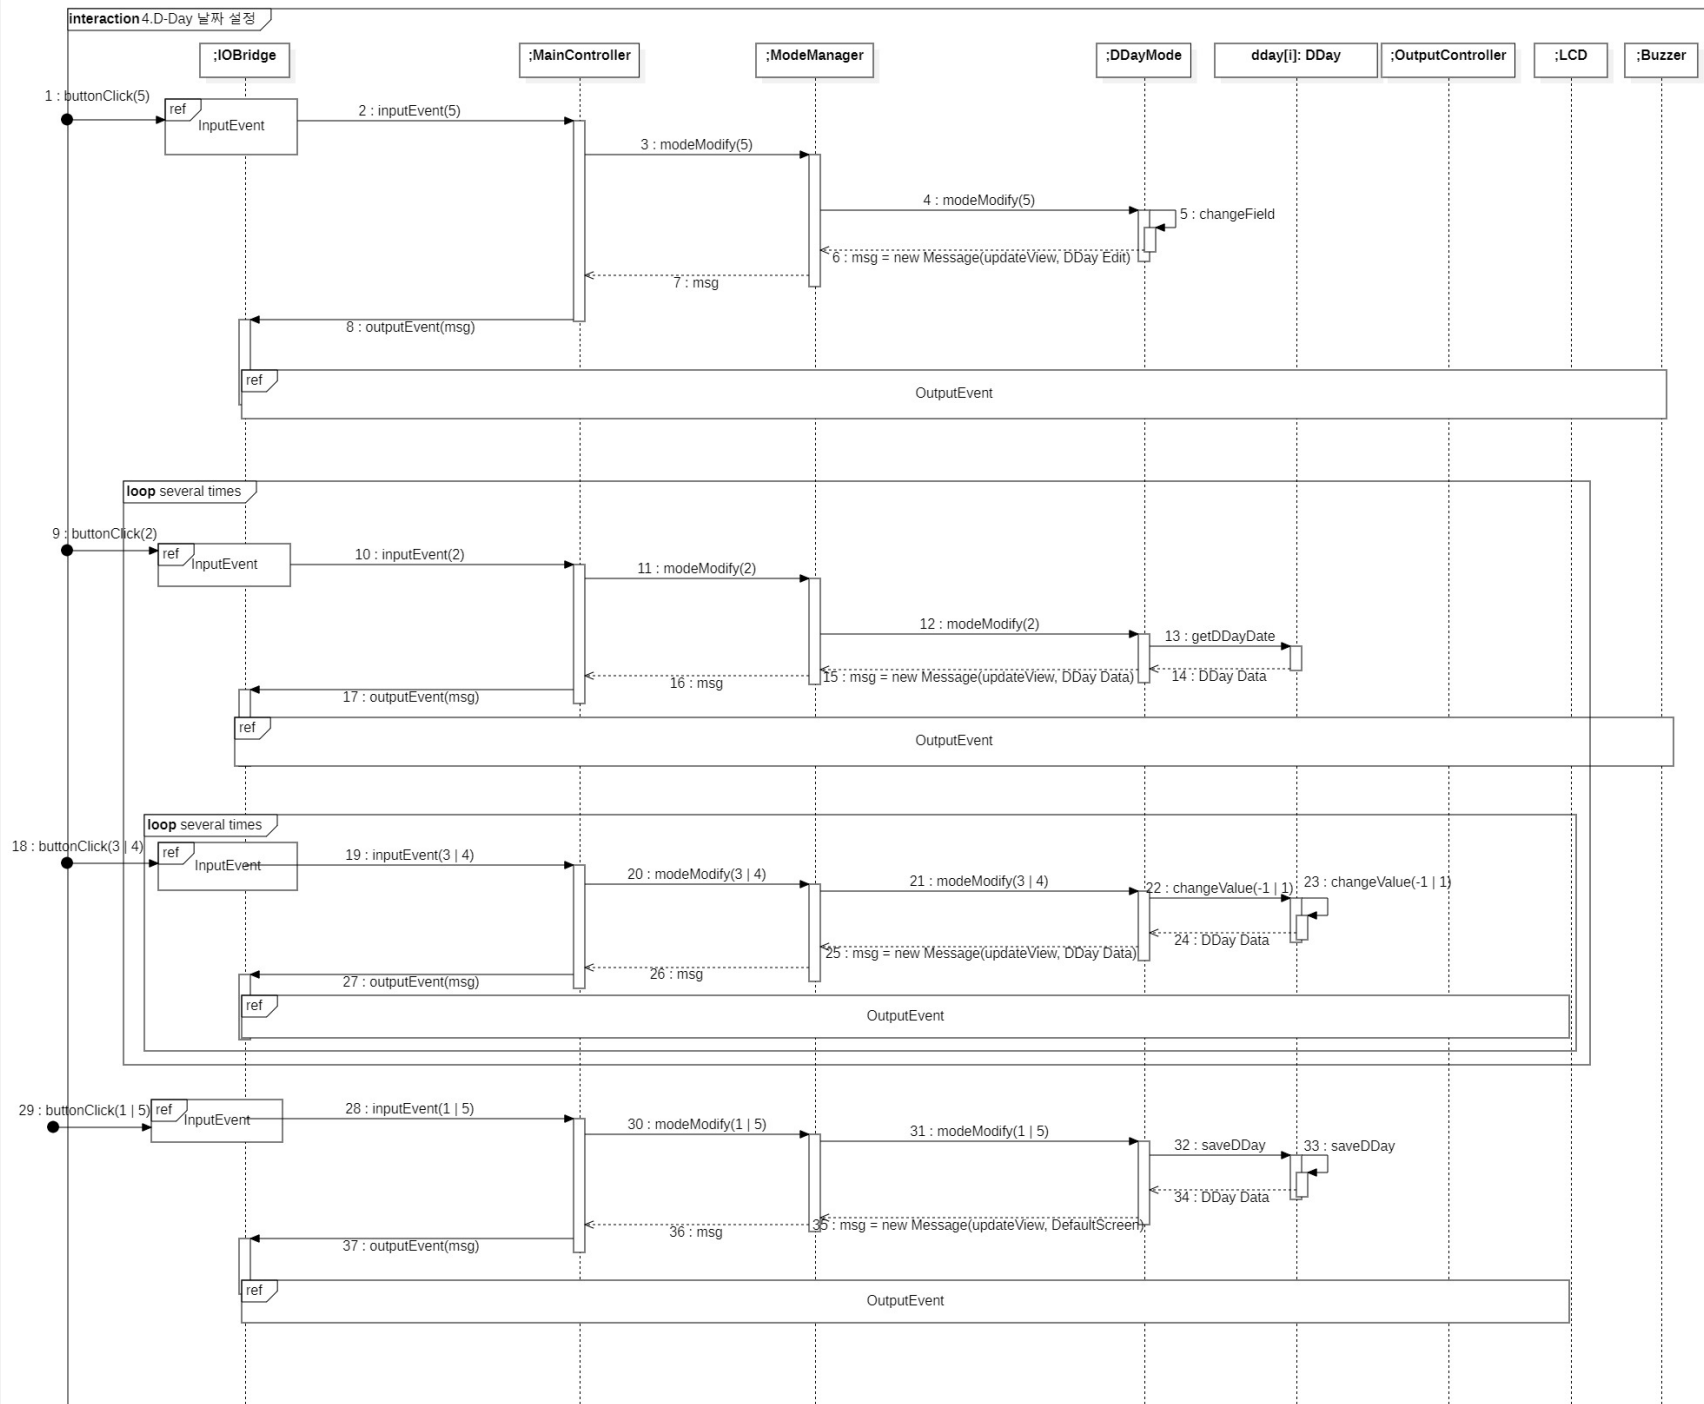 interaction 4.D-Day 날짜 설정
;IOBridge
;MainController
;ModeManager
;DDayMode
dday[i]: DDay
;OutputController
;LCD
;Buzzer
1 : buttonClick(5)
ref
InputEvent
2 : inputEvent(5)
3 : modeModify(5)
4 : modeModify(5)
5 : changeField
6 : msg = new Message(updateView, DDay Edit)
7 : msg
8 : outputEvent(msg)
ref
OutputEvent
loop several times
9 : buttonClick(2)
ref
InputEvent
10 : inputEvent(2)
11 : modeModify(2)
12 : modeModify(2)
13 : getDDayDate
14 : DDay Data
15 : msg = new Message(updateView, DDay Data)
16 : msg
17 : outputEvent(msg)
ref
OutputEvent
loop several times
18 : buttonClick(3 | 4)
ref
InputEvent
19 : inputEvent(3 | 4)
20 : modeModify(3 | 4)
21 : modeModify(3 | 4)
22 : changeValue(-1 | 1)
23 : changeValue(-1 | 1)
24 : DDay Data
25 : msg = new Message(updateView, DDay Data)
26 : msg
27 : outputEvent(msg)
ref
OutputEvent
29 : buttonClick(1 | 5)
ref
InputEvent
28 : inputEvent(1 | 5)
30 : modeModify(1 | 5)
31 : modeModify(1 | 5)
32 : saveDDay
33 : saveDDay
34 : DDay Data
35 : msg = new Message(updateView, DefaultScreen)
36 : msg
37 : outputEvent(msg)
ref
OutputEvent